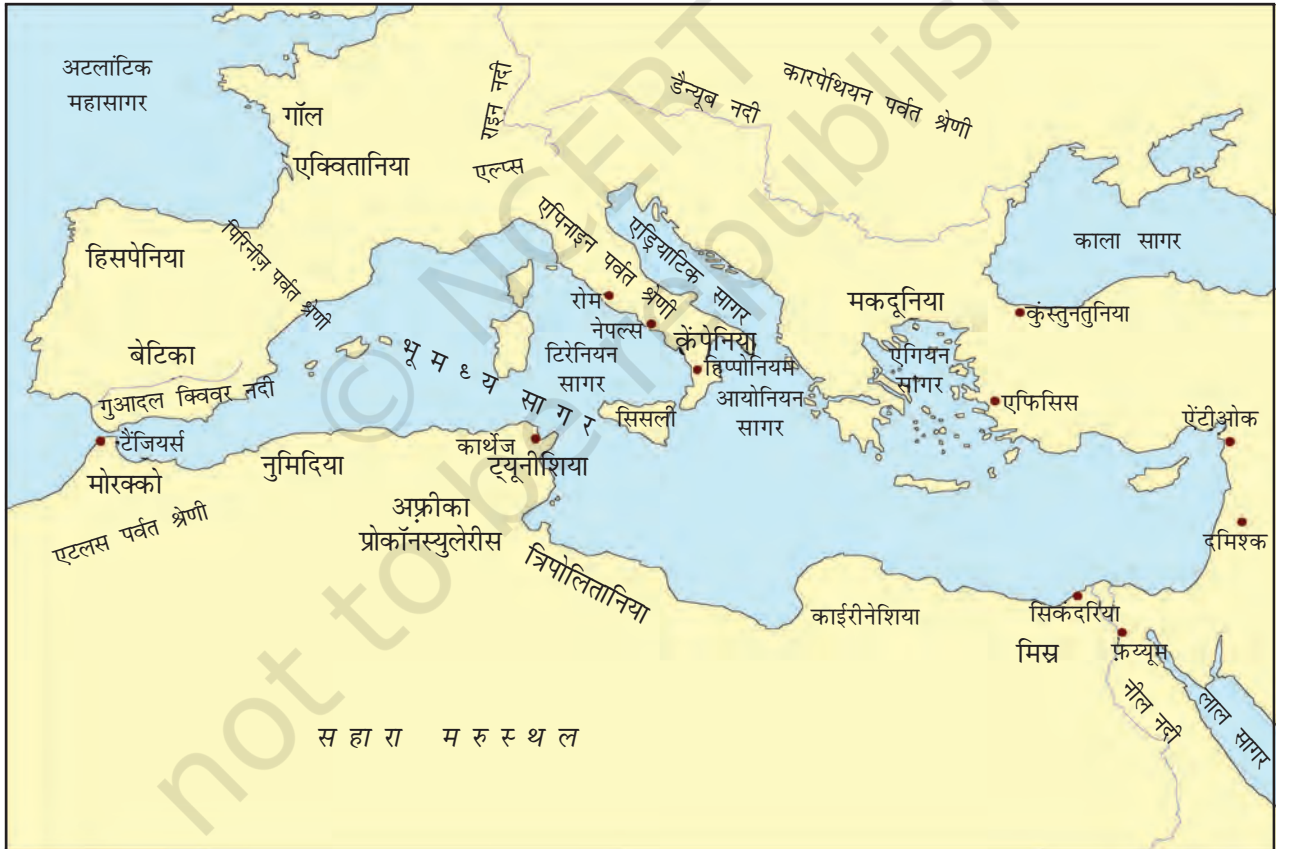 अटलांटिक
महासागर
गॉल
एक्वितानिया
राइन नदी
एल्प्स
डैन्यूब नदी
कारपेथियन पर्वत श्रेणी
हिसपेनिया
पिरिनीज़ पर्वत श्रेणी
एपिनाइन पर्वत श्रेणी
एड्रियाटिक सागर
काला सागर
रोम
नेपल्स
केंपेनिया
मकदूनिया
कुंस्तुनतुनिया
बेटिका
भूमध्य सागर
टिरेनियन
सागर
हिप्पोनियम
एगियन
सागर
गुआदल क्विवर नदी
सिसली
आयोनियन
सागर
एफिसिस
ऐंटीओक
टैंजियर्स
मोरक्को
नुमिदिया
कार्थेज
ट्यूनीशिया
एटलस पर्वत श्रेणी
अफ़्रीका
प्रोकॉनस्युलेरीस
त्रिपोलितानिया
दमिश्क
काईरीनेशिया
सिकंदरिया
मिस्र
फ़य्यूम
नील नदी
लाल सागर
सहारा मरुस्थल
© NCERT
not to be republish